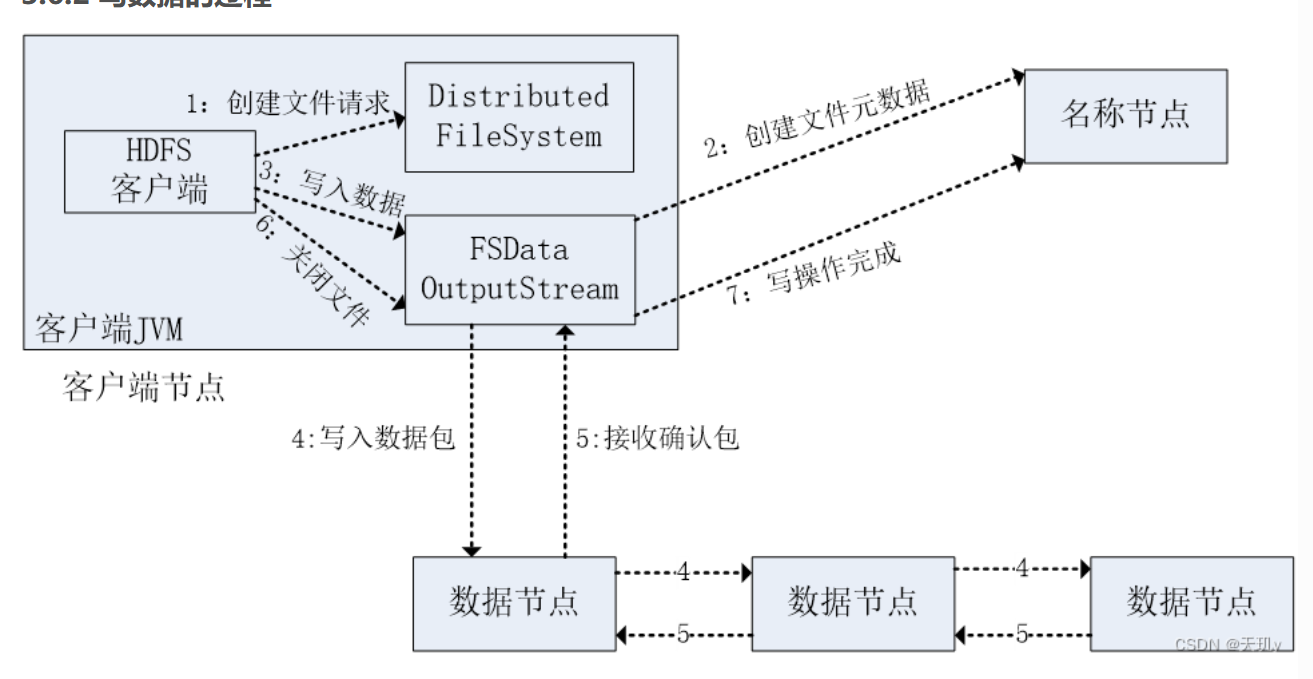 3.6.2 写数据的过程
1: 创建文件请求
Distributed
FileSystem
2: 创建文件元数据
名称节点
HDFS
客户端
3: 写入数据
6: 关闭文件
FSData
OutputStream
7: 写操作完成
客户端JVM
客户端节点
4:写入数据包
5:接收确认包
数据节点
4
5
数据节点
4
5
数据节点
CSDN @天现.y